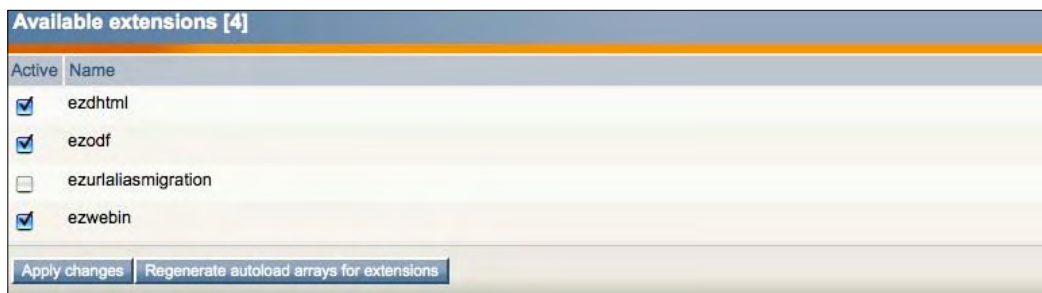 Available extensions [4]
Active Name
ezdhtml
ezodf
ezurlaliasmigration
ezwebin
Apply changes Regenerate autoload arrays for extensions